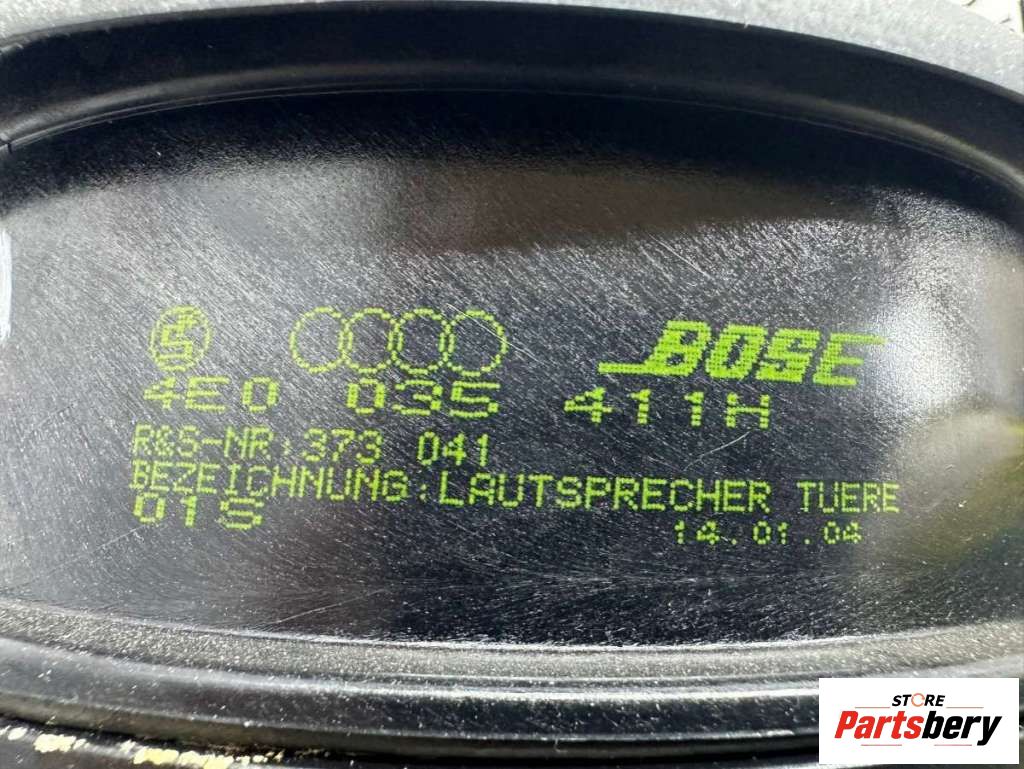 BOSE
4E0 035 411H
R&S-NR:373 041
BEZEICHNUNG:LAUTSPRECHER TUERE
01S
14.01.04
STORE
Partsbery